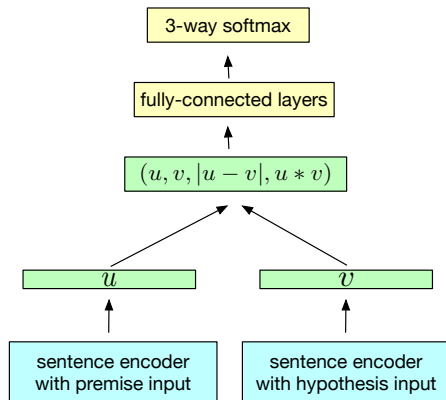 3-way softmax
fully-connected layers
(u, v, |u − v|, u ∗ v)
u
v
sentence encoder
with premise input
sentence encoder
with hypothesis input